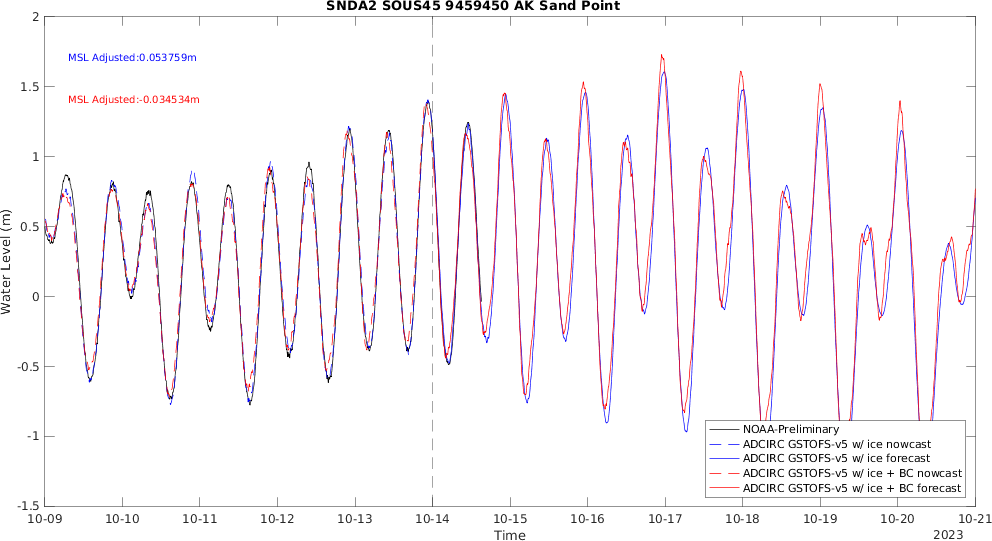 SNDA2 SOUS45 9459450 AK Sand Point
MSL Adjusted:0.053759m
MSL Adjusted:-0.034534m
Water Level (m)
2
1.5
1
0.5
0
-0.5
-1
-1.5
10-09 10-10 10-11 10-12 10-13 10-14 10-15 10-16 10-17 10-18 10-19 10-20 10-21
Time
2023
NOAA-Preliminary
ADCIRC GSTOFS-v5 w/ ice nowcast
ADCIRC GSTOFS-v5 w/ ice forecast
ADCIRC GSTOFS-v5 w/ ice + BC nowcast
ADCIRC GSTOFS-v5 w/ ice + BC forecast